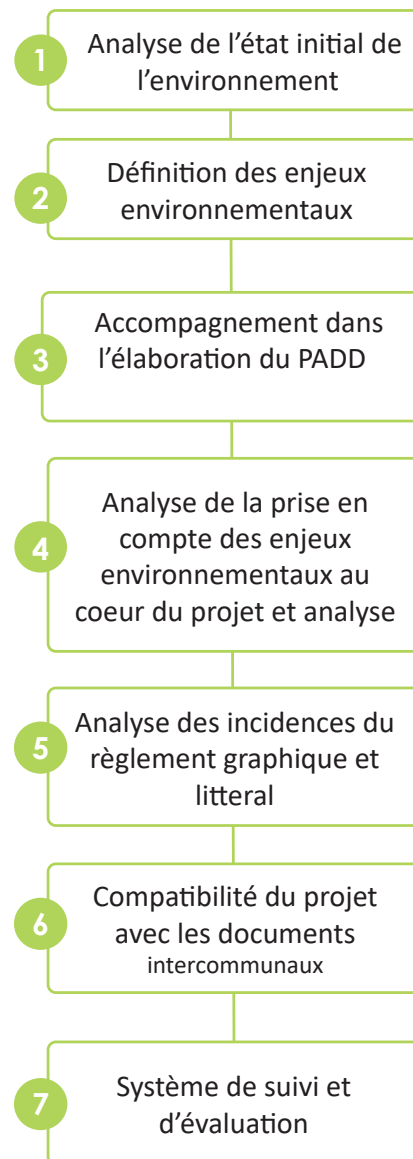 1
Analyse de l'état initial de
l'environnement
2
Définition des enjeux
environnementaux
3
Accompagnement dans
l'élaboration du PADD
4
Analyse de la prise en
compte des enjeux
environnementaux au
coeur du projet et analyse
5
Analyse des incidences du
règlement graphique et
litteral
6
Compatibilité du projet
avec les documents
intercommunaux
7
Système de suivi et
d'évaluation